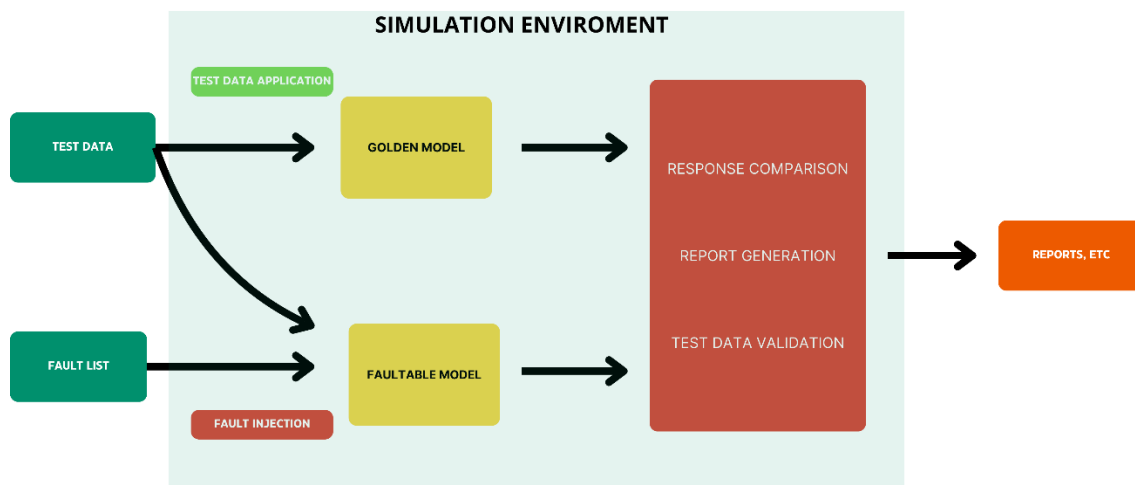 SIMULATION ENVIROMENT
TEST DATA APPLICATION
TEST DATA
GOLDEN MODEL
RESPONSE COMPARISON
REPORT GENERATION
REPORTS, ETC
TEST DATA VALIDATION
FAULT LIST
FAULTABLE MODEL
FAULT INJECTION